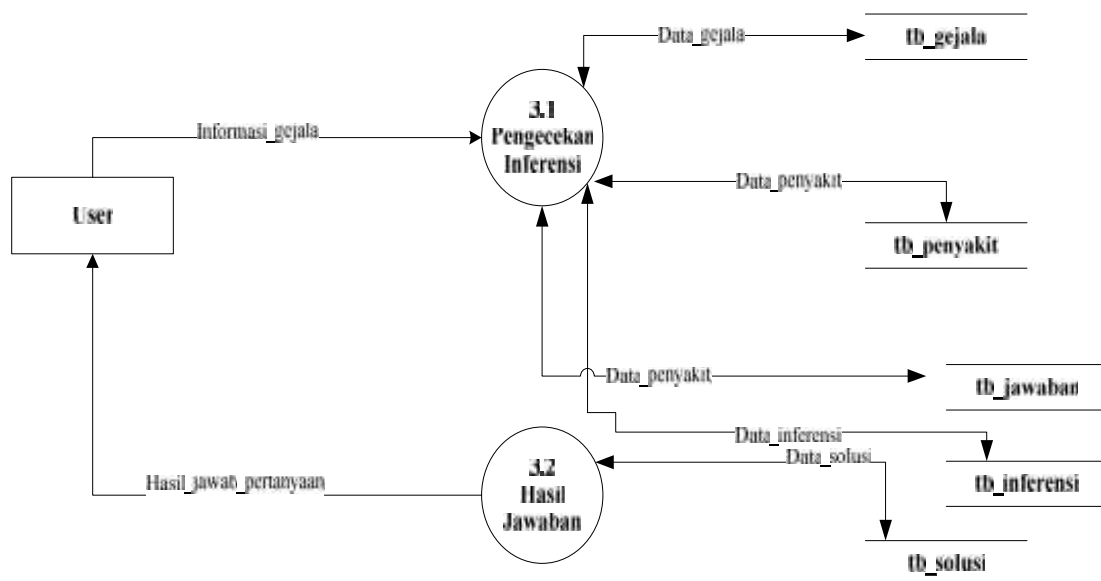 Data_gejala
tb_gejala
3.1
Pengecekan
Inferensi
Informasi_gejala
Data_penyakit
User
tb_penyakit
Data_penyakit
tb_jawaban
Data_inferensi
Data_solusi
3.2
Hasil
Jawaban
Hasil_jawab_pertanyaan
tb_inferensi
tb_solusi